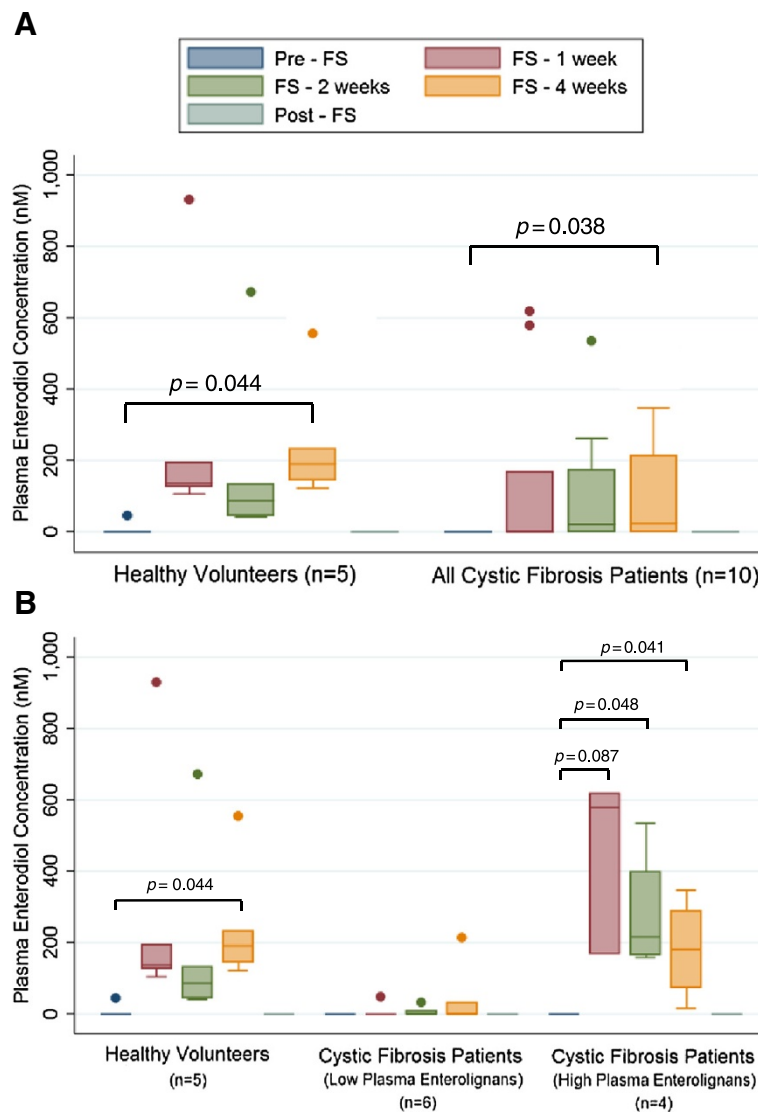 A
Pre - FS
FS - 1 week
FS - 2 weeks
FS - 4 weeks
Post - FS
Plasma Enterodiol Concentration (nM)
1,000
800
600
400
200
0
p = 0.044
p = 0.038
Healthy Volunteers (n=5)
All Cystic Fibrosis Patients (n=10)
B
Plasma Enterodiol Concentration (nM)
1,000
800
600
400
200
0
p = 0.044
p = 0.041
p = 0.048
p = 0.087
Healthy Volunteers
(n=5)
Cystic Fibrosis Patients
(Low Plasma Enterolignans)
(n=6)
Cystic Fibrosis Patients
(High Plasma Enterolignans)
(n=4)